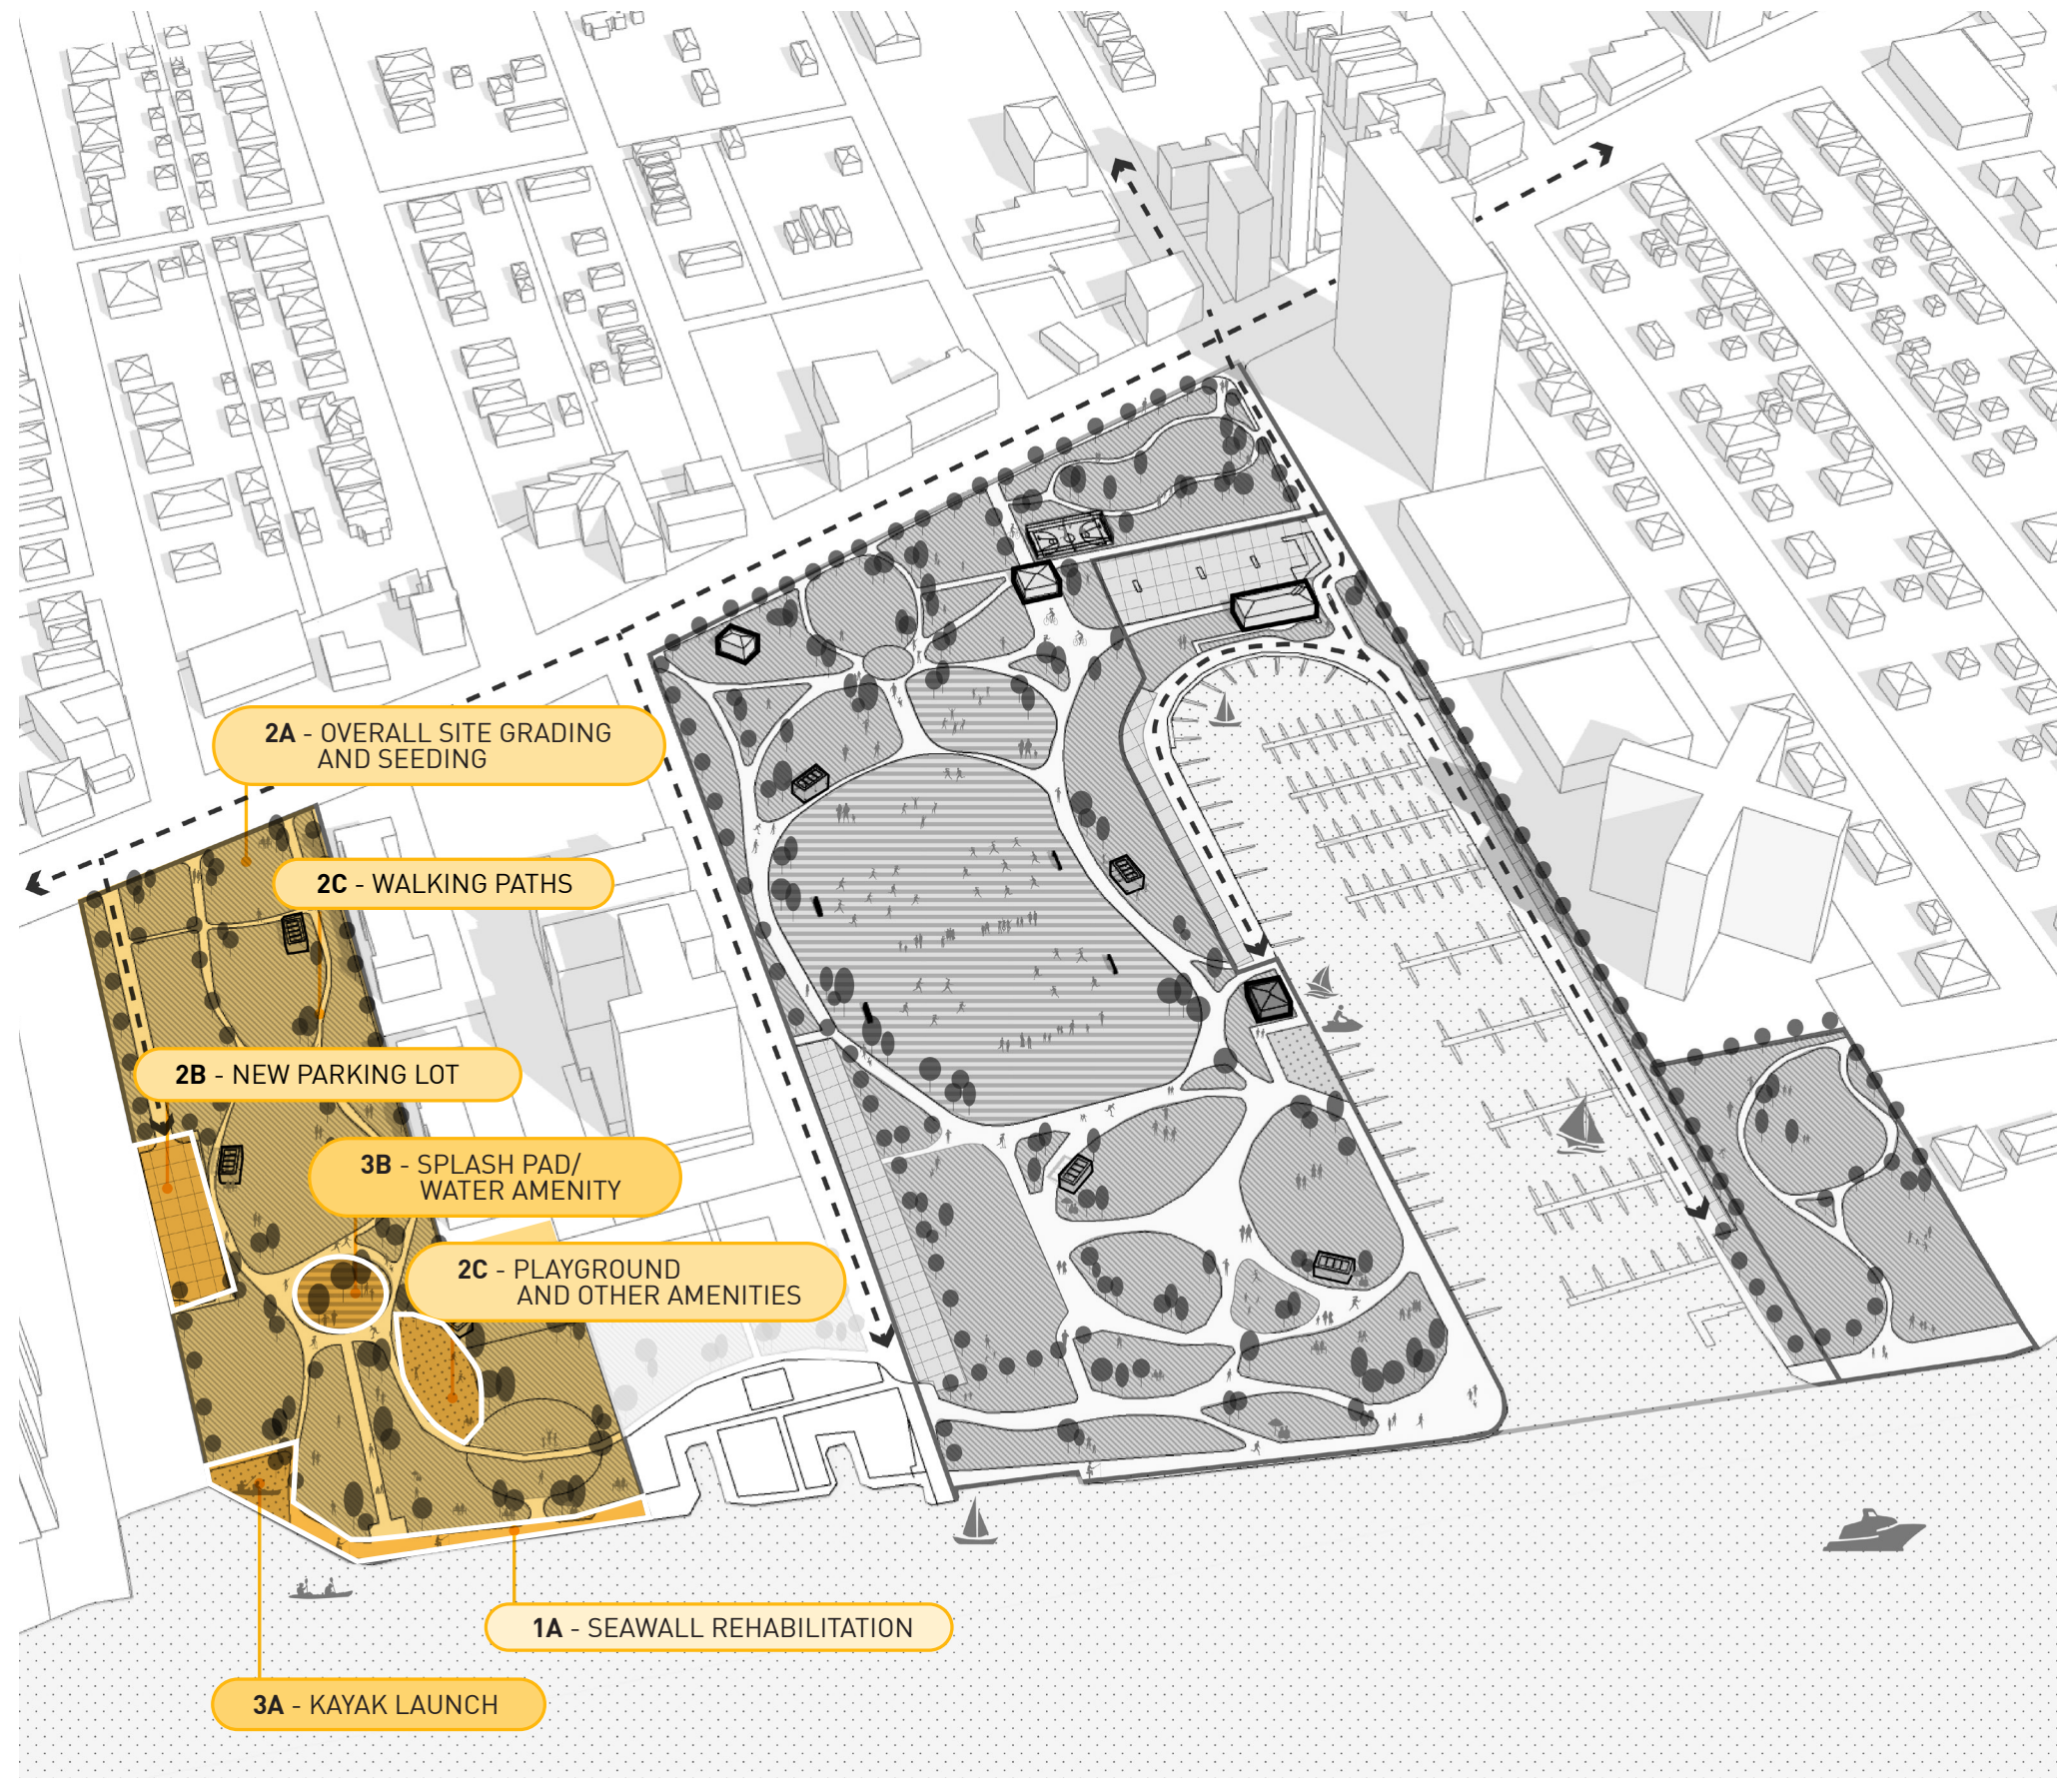 2A - OVERALL SITE GRADING
AND SEEDING
2C - WALKING PATHS
2B - NEW PARKING LOT
3B - SPLASH PAD/
WATER AMENITY
2C - PLAYGROUND
AND OTHER AMENITIES
1A - SEAWALL REHABILITATION
3A - KAYAK LAUNCH